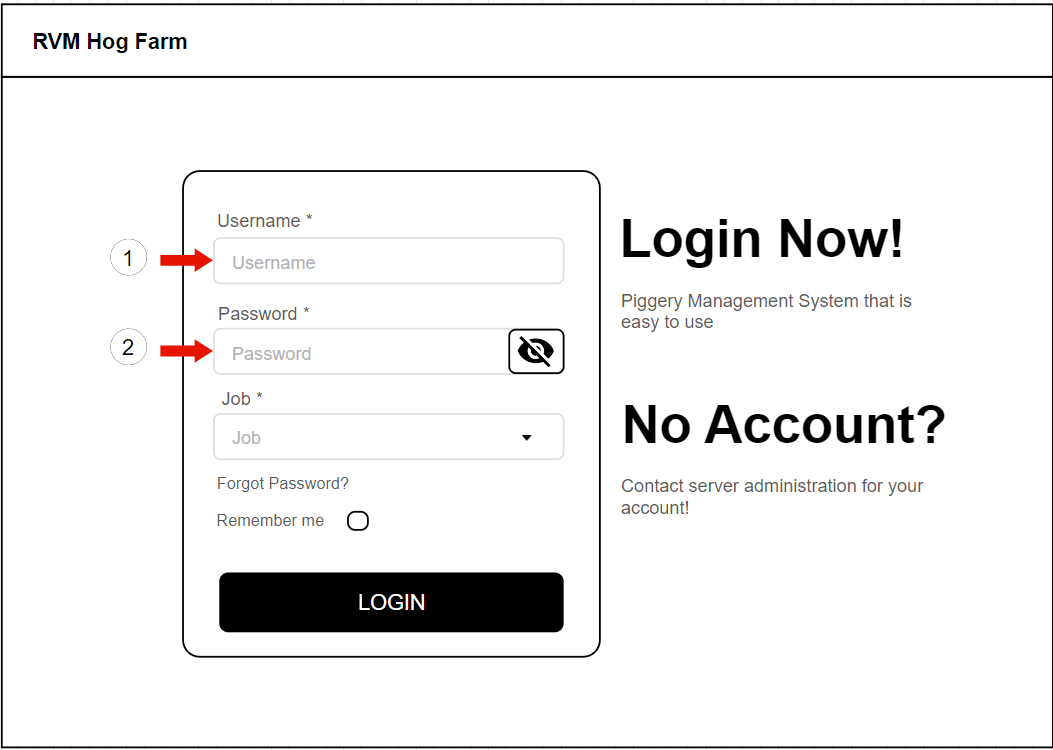 RVM Hog Farm
1
Username *
Username
2
Password *
Password
Job *
Job
Forgot Password?
Remember me
LOGIN
Login Now!
Piggery Management System that is
easy to use
No Account?
Contact server administration for your
account!